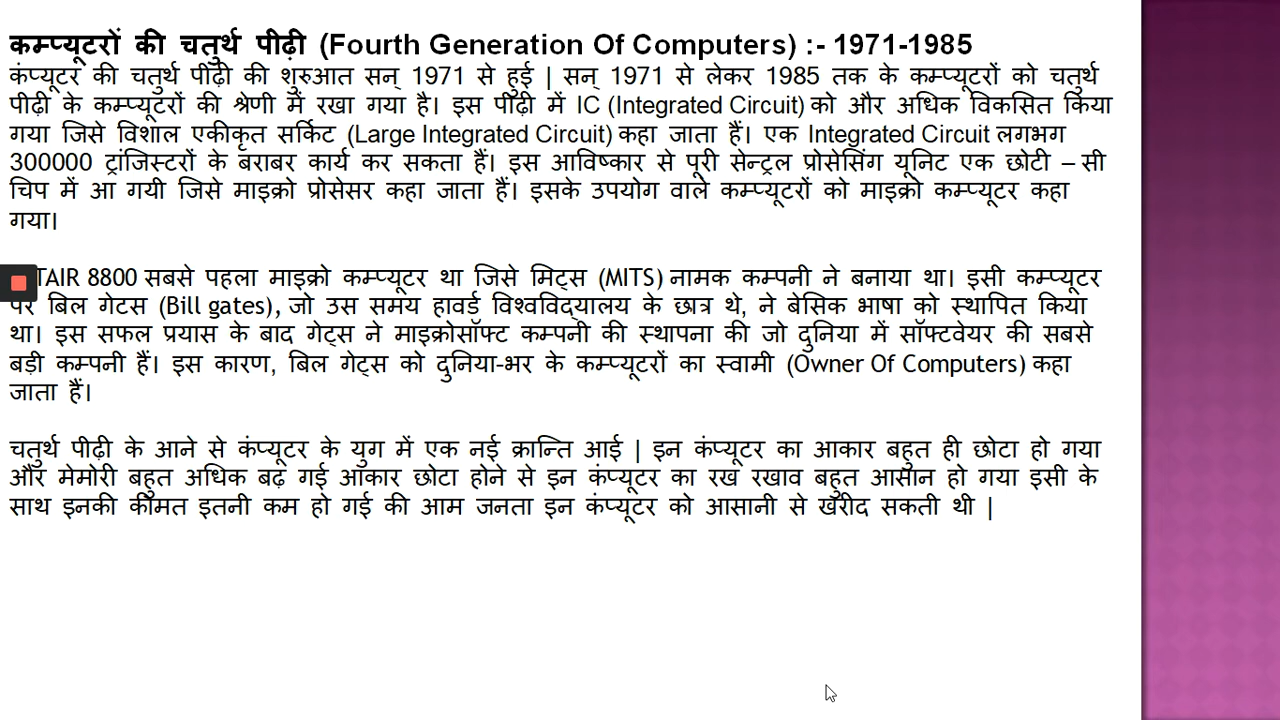 कम्प्यूटरों की चतुर्थ पीढ़ी (Fourth Generation Of Computers) :- 1971-1985
कंप्यूटर की चतुर्थ पीढ़ी की शुरुआत सन् 1971 से हुई | सन् 1971 से लेकर 1985 तक के कम्प्यूटरों को चतुर्थ
पीढ़ी के कम्प्यूटरों की श्रेणी में रखा गया है। इस पीढ़ी में IC (Integrated Circuit) को और अधिक विकसित किया
गया जिसे विशाल एकीकृत सर्किट (Large Integrated Circuit) कहा जाता हैं। एक Integrated Circuit लगभग
300000 ट्रांजिस्टरों के बराबर कार्य कर सकता हैं। इस आविष्कार से पूरी सेन्ट्रल प्रोसेसिंग यूनिट एक छोटी – सी
चिप में आ गयी जिसे माइक्रो प्रोसेसर कहा जाता हैं। इसके उपयोग वाले कम्प्यूटरों को माइक्रो कम्प्यूटर कहा
गया।
TAIR 8800 सबसे पहला माइक्रो कम्प्यूटर था जिसे मिट्स (MITS) नामक कम्पनी ने बनाया था। इसी कम्प्यूटर
पर बिल गेटस (Bill gates), जो उस समय हावर्ड विश्वविद्यालय के छात्र थे, ने बेसिक भाषा को स्थापित किया
था। इस सफल प्रयास के बाद गेट्स ने माइक्रोसॉफ्ट कम्पनी की स्थापना की जो दुनिया में सॉफ्टवेयर की सबसे
बड़ी कम्पनी हैं। इस कारण, बिल गेट्स को दुनिया-भर के कम्प्यूटरों का स्वामी (Owner Of Computers) कहा
जाता हैं।
चतुर्थ पीढ़ी के आने से कंप्यूटर के युग में एक नई क्रान्ति आई | इन कंप्यूटर का आकार बहुत ही छोटा हो गया
और मेमोरी बहुत अधिक बढ़ गई आकार छोटा होने से इन कंप्यूटर का रख रखाव बहुत आसान हो गया इसी के
साथ इनकी कीमत इतनी कम हो गई की आम जनता इन कंप्यूटर को आसानी से खरीद सकती थी |